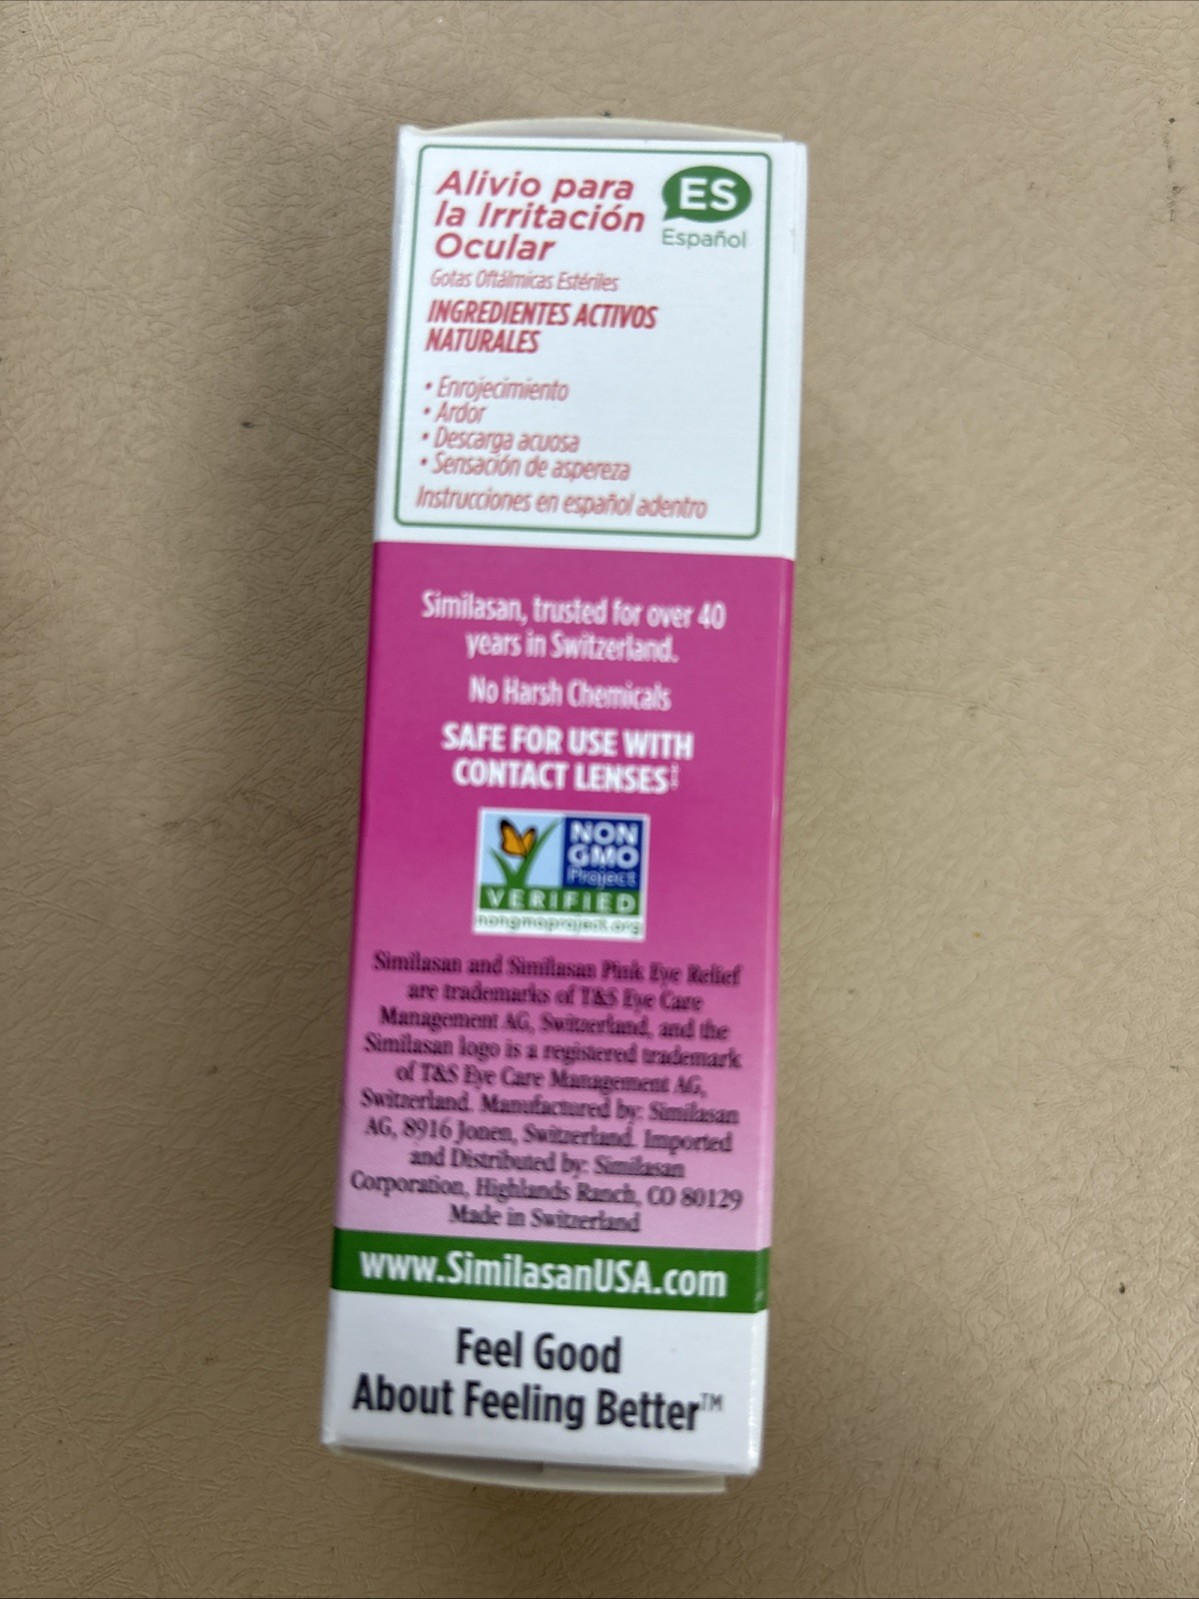 Alivio para
la Irritación
Ocular
ES
Español
Gotas Oftálmicas Estériles
INGREDIENTES ACTIVOS
NATURALES
• Enrojecimiento
• Ardor
• Descarga acuosa
• Sensación de aspereza
Instrucciones en español adentro
Similasan, trusted for over 40
years in Switzerland.
No Harsh Chemicals
SAFE FOR USE WITH
CONTACT LENSES
NON
GMO
Project
VERIFIED
nongmoproject.org
Similasan and Similasan Pink Eye Relief
are trademarks of T&S Eye Care
Management AG, Switzerland, and the
Similasan logo is a registered trademark
of T&S Eye Care Management AG,
Switzerland. Manufactured by: Similasan
AG, 8916 Jonen, Switzerland. Imported
and Distributed by: Similasan
Corporation, Highlands Ranch, CO 80129
Made in Switzerland
www.SimilasanUSA.com
Feel Good
About Feeling Better™